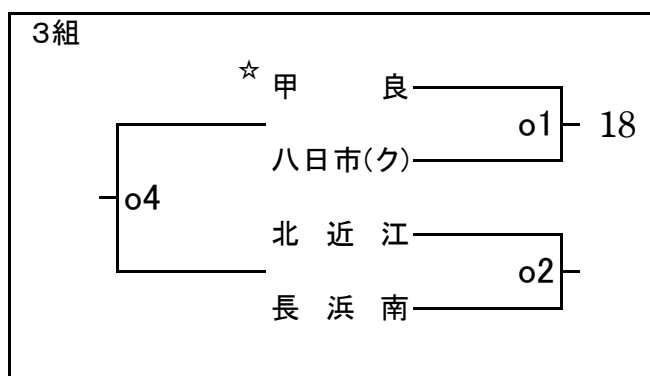 3組
☆ 甲 良
o1 18
八日市(ク)
o4
北 近 江
o2
長 浜 南